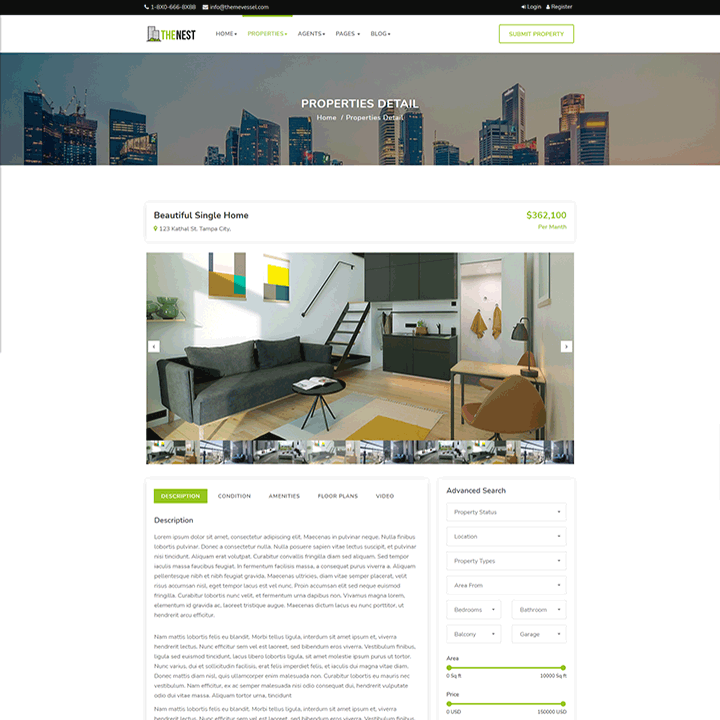 1-8X0-666-8X88 info@themevessel.com Login Register
THENEST HOME PROPERTIES AGENTS PAGES BLOG SUBMIT PROPERTY
PROPERTIES DETAIL
Home / Properties Detail
Beautiful Single Home $362,100
123 Kathal St. Tampa City, Per Month
DESCRIPTION CONDITION AMENITIES FLOOR PLANS VIDEO
Description
Lorem ipsum dolor sit amet, consectetur adipiscing elit. Maecenas in pulvinar neque. Nulla finibus
lobortis pulvinar. Donec a consectetur nulla. Nulla posuere sapien vitae lectus suscipit, et pulvinar
nisi tincidunt. Aliquam erat volutpat. Curabitur convallis fringilla diam sed aliquam. Sed tempor
iaculis massa faucibus feugiat. In fermentum facilisis massa, a consequat purus viverra a. Aliquam
pellentesque nibh et nibh feugiat gravida. Maecenas ultricies, diam vitae semper placerat, velit
risus accumsan nisl, eget tempor lacus est vel nunc. Proin accumsan elit sed neque euismod
fringilla. Curabitur lobortis nunc velit, et fermentum urna dapibus non. Vivamus magna lorem,
elementum id gravida ac, laoreet tristique augue. Maecenas dictum lacus eu nunc porttitor, ut
hendrerit arcu efficitur.
Nam mattis lobortis felis eu blandit. Morbi tellus ligula, interdum sit amet ipsum et, viverra
hendrerit lectus. Nunc efficitur sem vel est laoreet, sed bibendum eros viverra. Vestibulum finibus,
ligula sed euismod tincidunt, lacus libero lobortis ligula, sit amet molestie ipsum purus ut tortor.
Nunc varius, dui et sollicitudin facilisis, erat felis imperdiet felis, et iaculis dui magna vitae diam.
Donec mattis diam nisl, quis ullamcorper enim malesuada non. Curabitur lobortis eu mauris nec
vestibulum. Nam efficitur, ex ac semper malesuada nisi odio consequat dui, hendrerit vulputate
odio dui vitae massa. Aliquam tortor urna, tincidunt
Nam mattis lobortis felis eu blandit. Morbi tellus ligula, interdum sit amet ipsum et, viverra
hendrerit lectus. Nunc efficitur sem vel est laoreet, sed bibendum eros viverra. Vestibulum finibus,
Advanced Search
Property Status
Location
Property Types
Area From
Bedrooms Bathroom
Balcony Garage
Area
0 Sq ft 10000 Sq ft
Price
0 USD 150000 USD